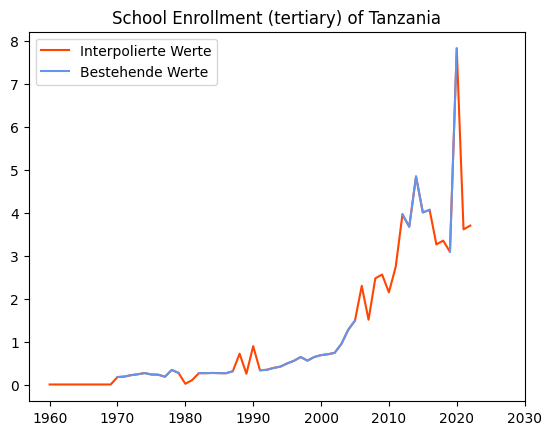 School Enrollment (tertiary) of Tanzania
Interpolierte Werte
Bestehende Werte
8
7
6
5
4
3
2
1
0
1960 1970 1980 1990 2000 2010 2020 2030